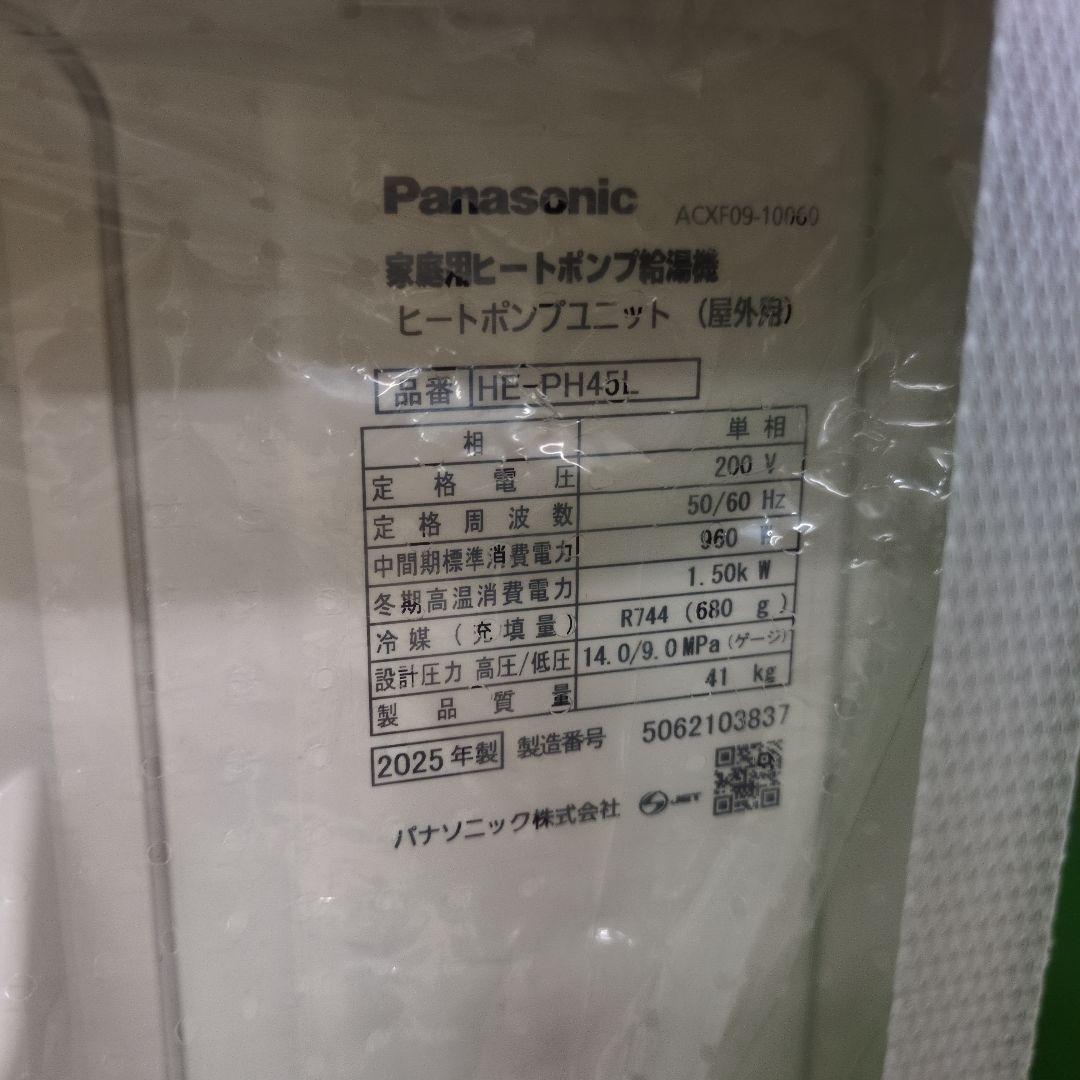 Panasonic
ACXF09-10060
家庭用ヒートポンプ給湯機
ヒートポンプユニット（屋外用）
品番 HE-PH45L
相 単相
定格電圧 200 V
定格周波数 50/60 Hz
中間期標準消費電力 960 W
冬期高温消費電力 1.50k W
冷媒（充填量） R744 (680 g)
設計圧力 高圧/低圧 14.0/9.0MPa(ゲージ)
製品質量 41 kg
2025年製 製造番号 5062103837
パナソニック株式会社 JET